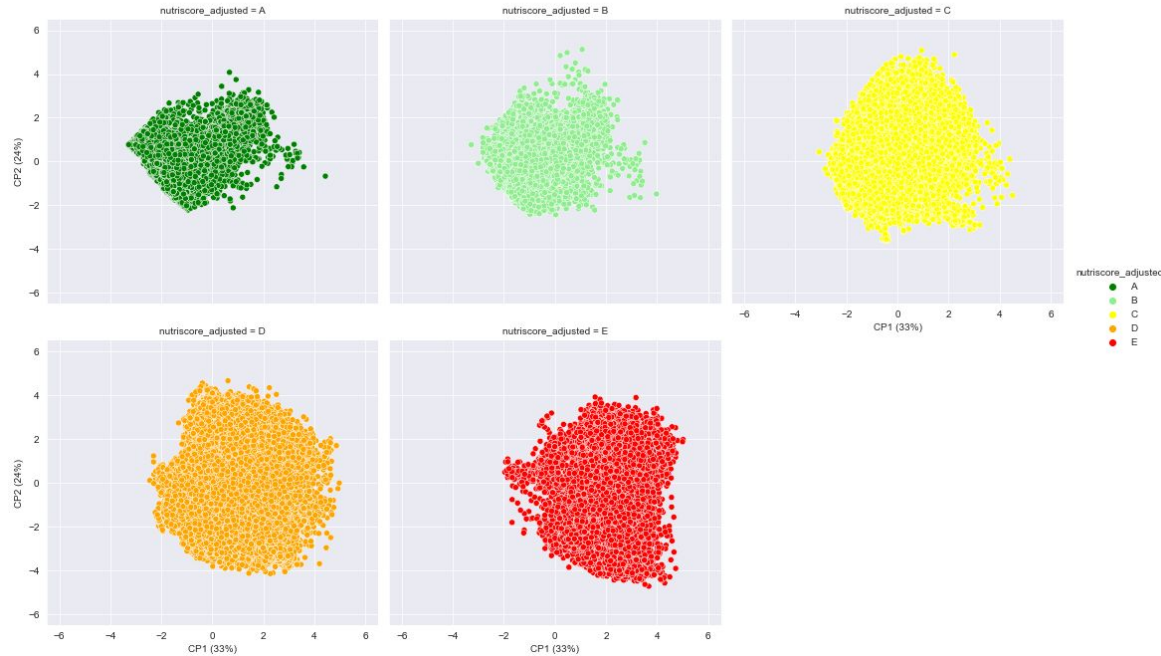 nutriscore_adjusted = A
nutriscore_adjusted = B
nutriscore_adjusted = C
6
4
2
0
−2
−4
−6
CP2 (24%)
−6 −4 −2 0 2 4 6
CP1 (33%)
nutriscore_adjusted
A
B
C
D
E
nutriscore_adjusted = D
nutriscore_adjusted = E
6
4
2
0
−2
−4
−6
CP2 (24%)
−6 −4 −2 0 2 4 6
CP1 (33%)
−6 −4 −2 0 2 4 6
CP1 (33%)